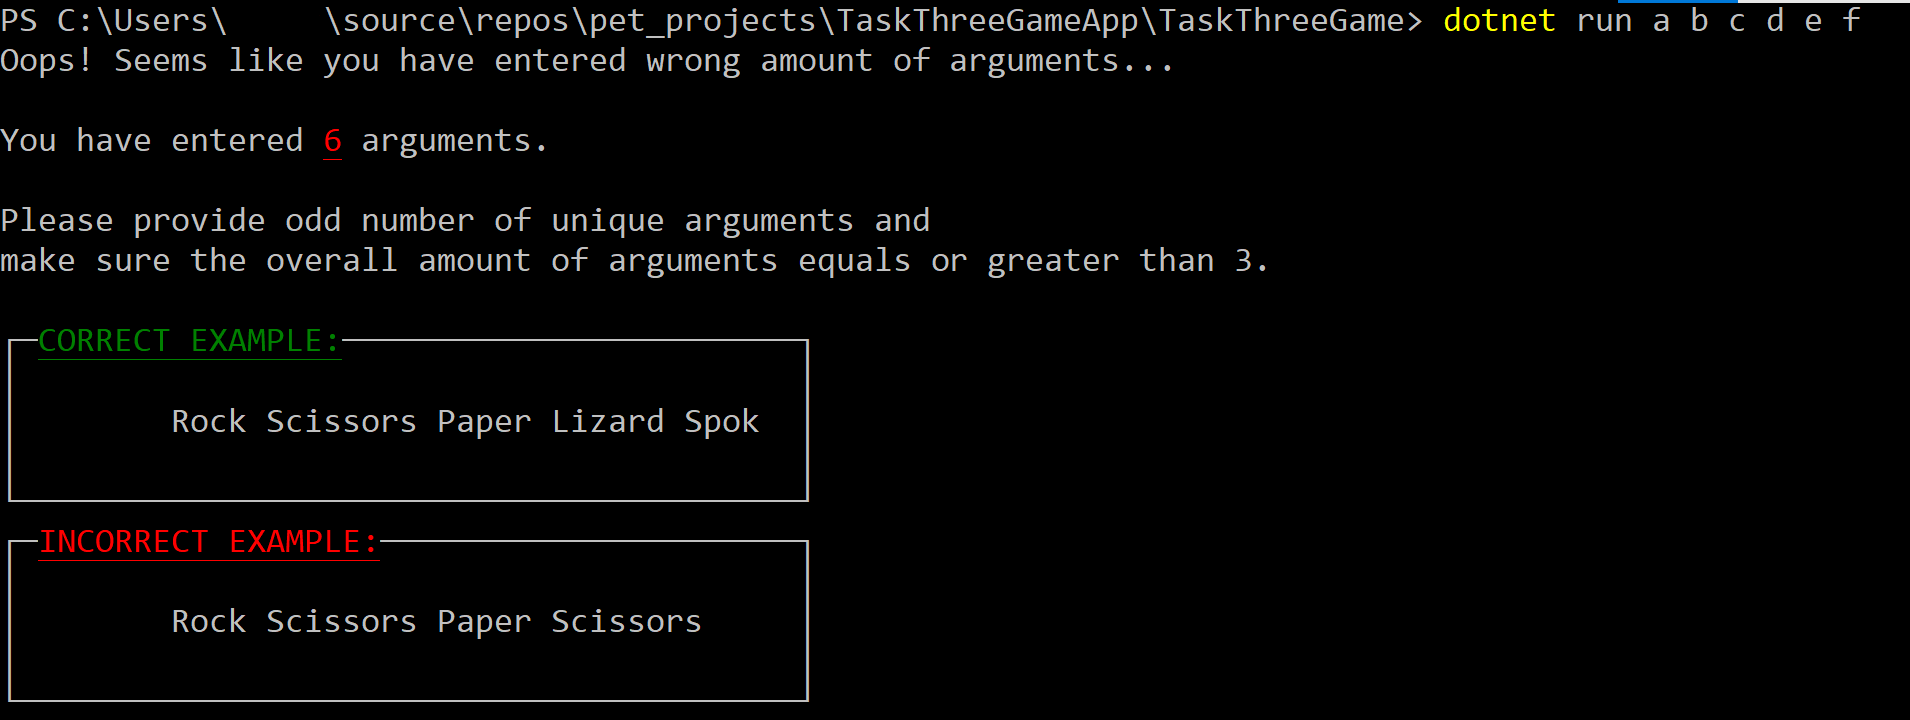 PS C:\Users\     \source\repos\pet_projects\TaskThreeGameApp\TaskThreeGame> dotnet run a b c d e f
Oops! Seems like you have entered wrong amount of arguments...
You have entered 6 arguments.
Please provide odd number of unique arguments and
make sure the overall amount of arguments equals or greater than 3.
CORRECT EXAMPLE:
Rock Scissors Paper Lizard Spok
INCORRECT EXAMPLE:
Rock Scissors Paper Scissors